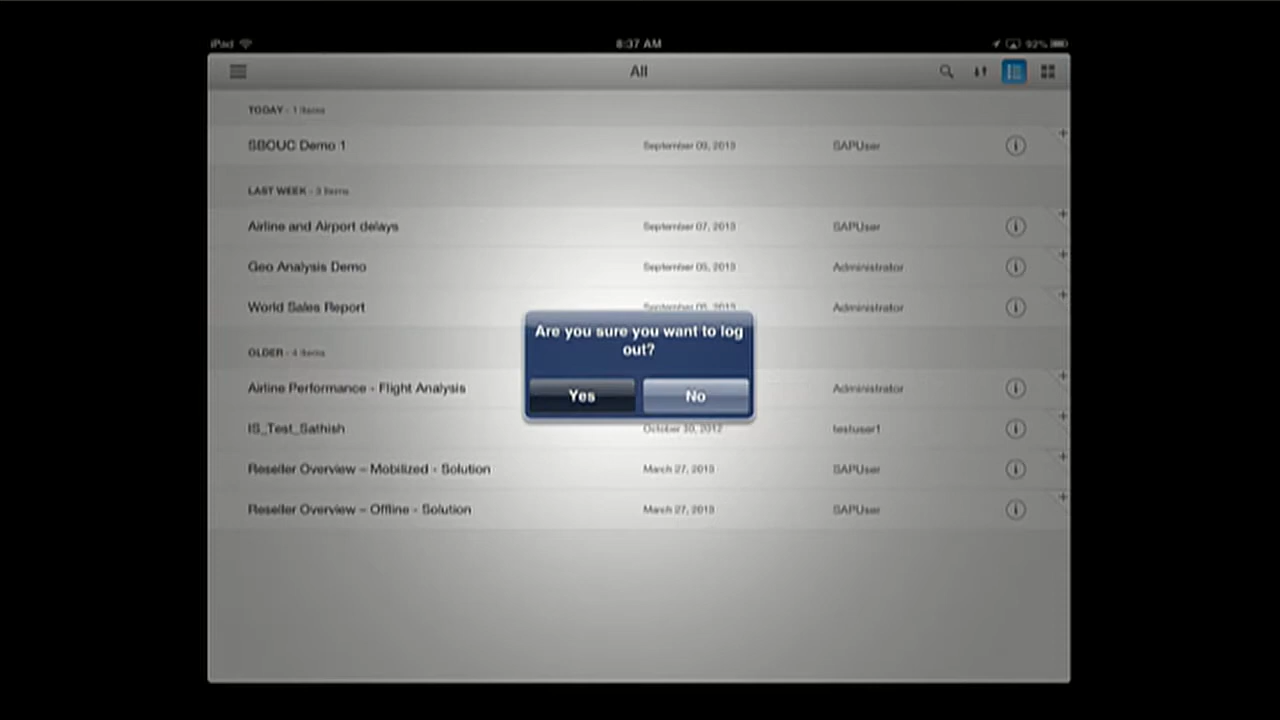 iPad
8:37 AM
92%
All
TODAY - 1 Items
SBOUC Demo 1 September 09, 2013 SAPUser
LAST WEEK - 3 Items
Airline and Airport delays September 07, 2013 SAPUser
Geo Analysis Demo September 05, 2013 Administrator
World Sales Report September 05, 2013 Administrator
Are you sure you want to log
out?
Yes No
OLDER - 4 Items
Airline Performance - Flight Analysis Administrator
IS_Test_Sathish October 30, 2012 testuser1
Reseller Overview – Mobilized - Solution March 27, 2013 SAPUser
Reseller Overview – Offline - Solution March 27, 2013 SAPUser